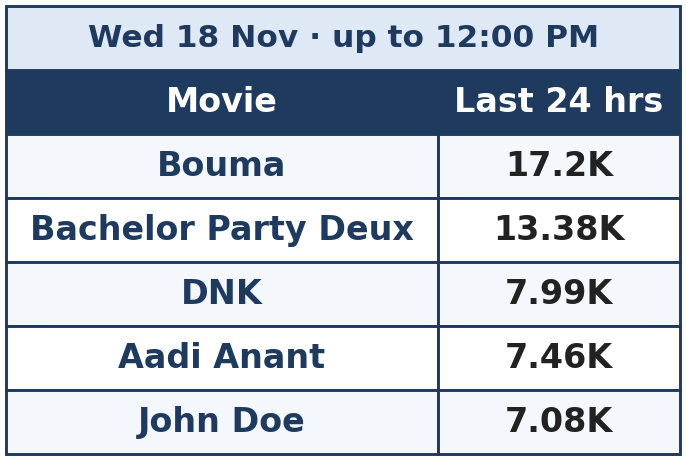 Wed 18 Nov · up to 12:00 PM
Movie Last 24 hrs
Bouma 17.2K
Bachelor Party Deux 13.38K
DNK 7.99K
Aadi Anant 7.46K
John Doe 7.08K